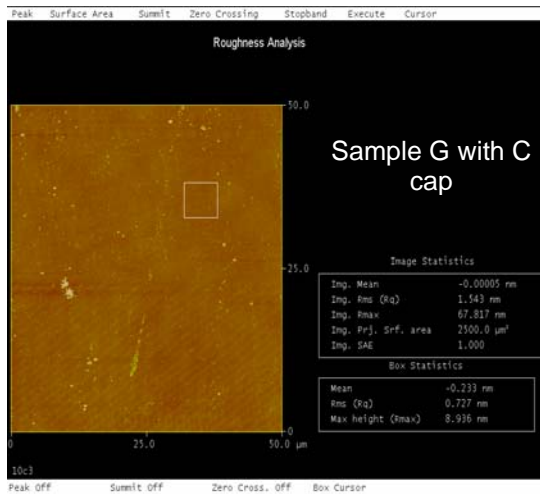 Peak Surface Area Summit Zero Crossing Stopband Execute Cursor
Roughness Analysis
50.0
Sample G with C
cap
25.0
Image Statistics
Img. Mean -0.00005 nm
Img. Rms (Rq) 1.543 nm
Img. Rmax 67.817 nm
Img. Prj. Srf. area 2500.0 µm²
Img. SAE 1.000
Box Statistics
Mean -0.233 nm
Rms (Rq) 0.727 nm
Max height (Rmax) 8.936 nm
0
0 25.0 50.0 µm
10c3
Peak Off Summit Off Zero Cross. Off Box Cursor